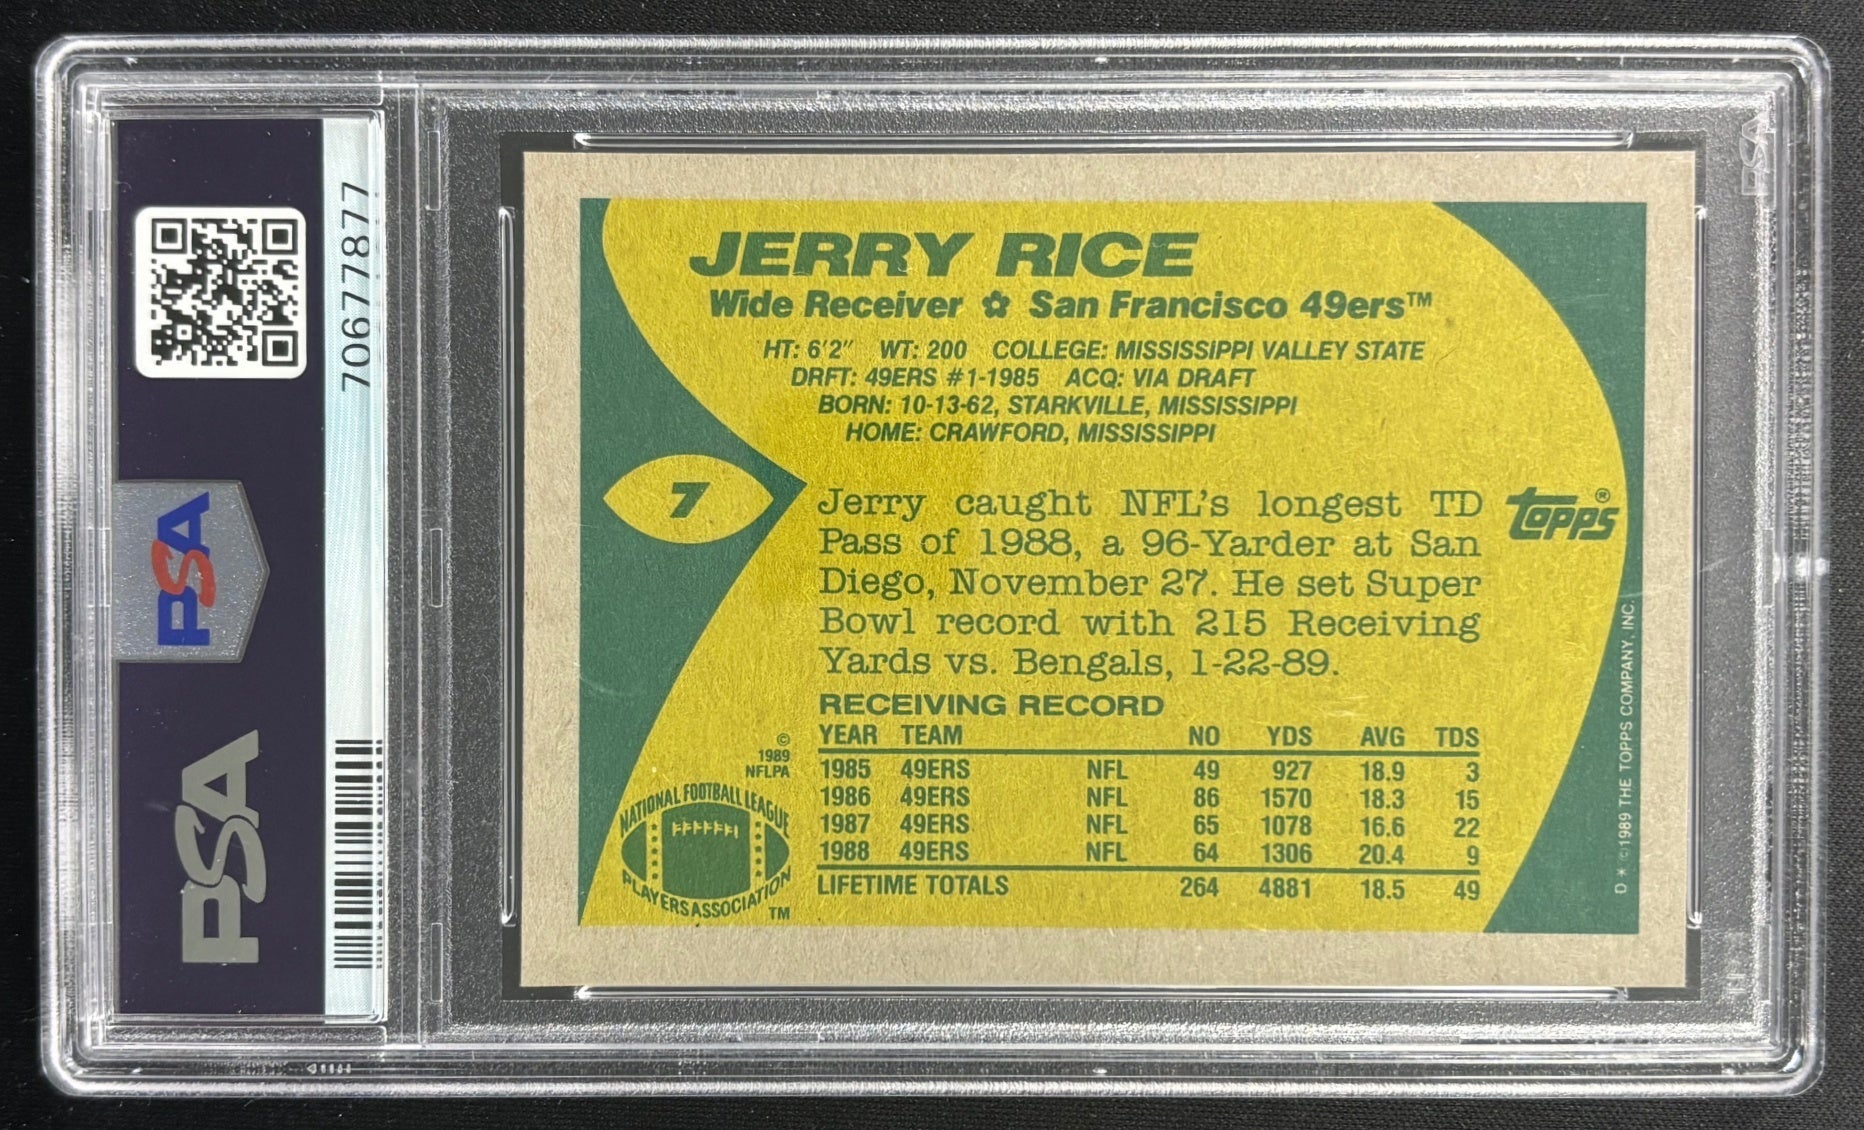 70677877
PSA
PSA
PSA
JERRY RICE
Wide Receiver ✿ San Francisco 49ers™
HT: 6'2" WT: 200 COLLEGE: MISSISSIPPI VALLEY STATE
DRFT: 49ERS #1-1985 ACQ: VIA DRAFT
BORN: 10-13-62, STARKVILLE, MISSISSIPPI
HOME: CRAWFORD, MISSISSIPPI
7
Jerry caught NFL's longest TD
Pass of 1988, a 96-Yarder at San
Diego, November 27. He set Super
Bowl record with 215 Receiving
Yards vs. Bengals, 1-22-89.
topps®
RECEIVING RECORD
YEAR TEAM NO YDS AVG TDS
1985 49ERS NFL 49 927 18.9 3
1986 49ERS NFL 86 1570 18.3 15
1987 49ERS NFL 65 1078 16.6 22
1988 49ERS NFL 64 1306 20.4 9
LIFETIME TOTALS 264 4881 18.5 49
©
1989
NFLPA
NATIONAL FOOTBALL LEAGUE
PLAYERS ASSOCIATION
TM
D * ©1989 THE TOPPS COMPANY, INC.